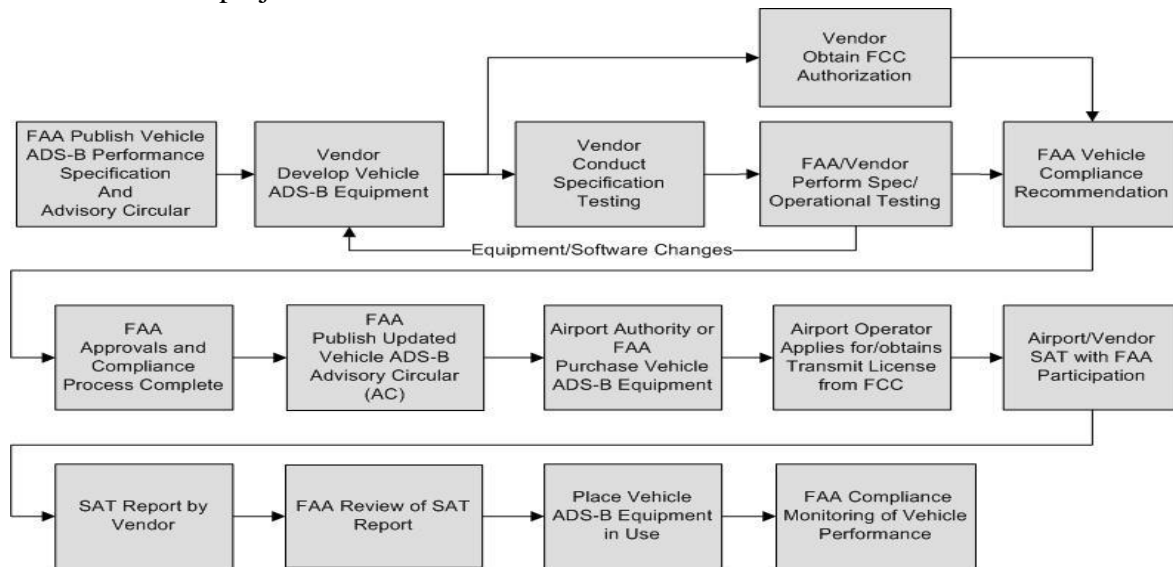 Vendor
Obtain FCC
Authorization
FAA Publish Vehicle
ADS-B Performance
Specification
And
Advisory Circular
Vendor
Develop Vehicle
ADS-B Equipment
Vendor
Conduct
Specification
Testing
FAA/Vendor
Perform Spec/
Operational Testing
FAA Vehicle
Compliance
Recommendation
Equipment/Software Changes
FAA
Approvals and
Compliance
Process Complete
FAA
Publish Updated
Vehicle ADS-B
Advisory Circular
(AC)
Airport Authority or
FAA
Purchase Vehicle
ADS-B Equipment
Airport Operator
Applies for/obtains
Transmit License
from FCC
Airport/Vendor
SAT with FAA
Participation
SAT Report by
Vendor
FAA Review of SAT
Report
Place Vehicle
ADS-B Equipment
in Use
FAA Compliance
Monitoring of Vehicle
Performance